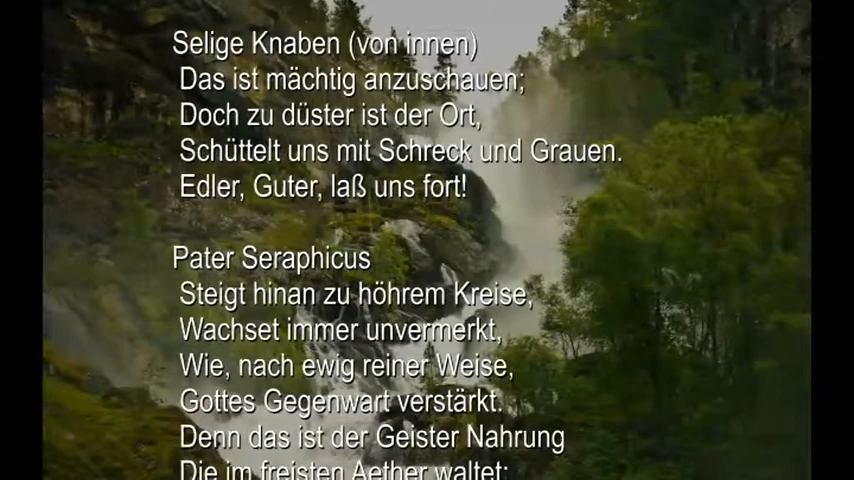 Selige Knaben (von innen)
Das ist mächtig anzuschauen;
Doch zu düster ist der Ort,
Schüttelt uns mit Schreck und Grauen.
Edler, Guter, laß uns fort!
Pater Seraphicus
Steigt hinan zu höhrem Kreise,
Wachset immer unvermerkt,
Wie, nach ewig reiner Weise,
Gottes Gegenwart verstärkt.
Denn das ist der Geister Nahrung
Die im freisten Aether waltet;